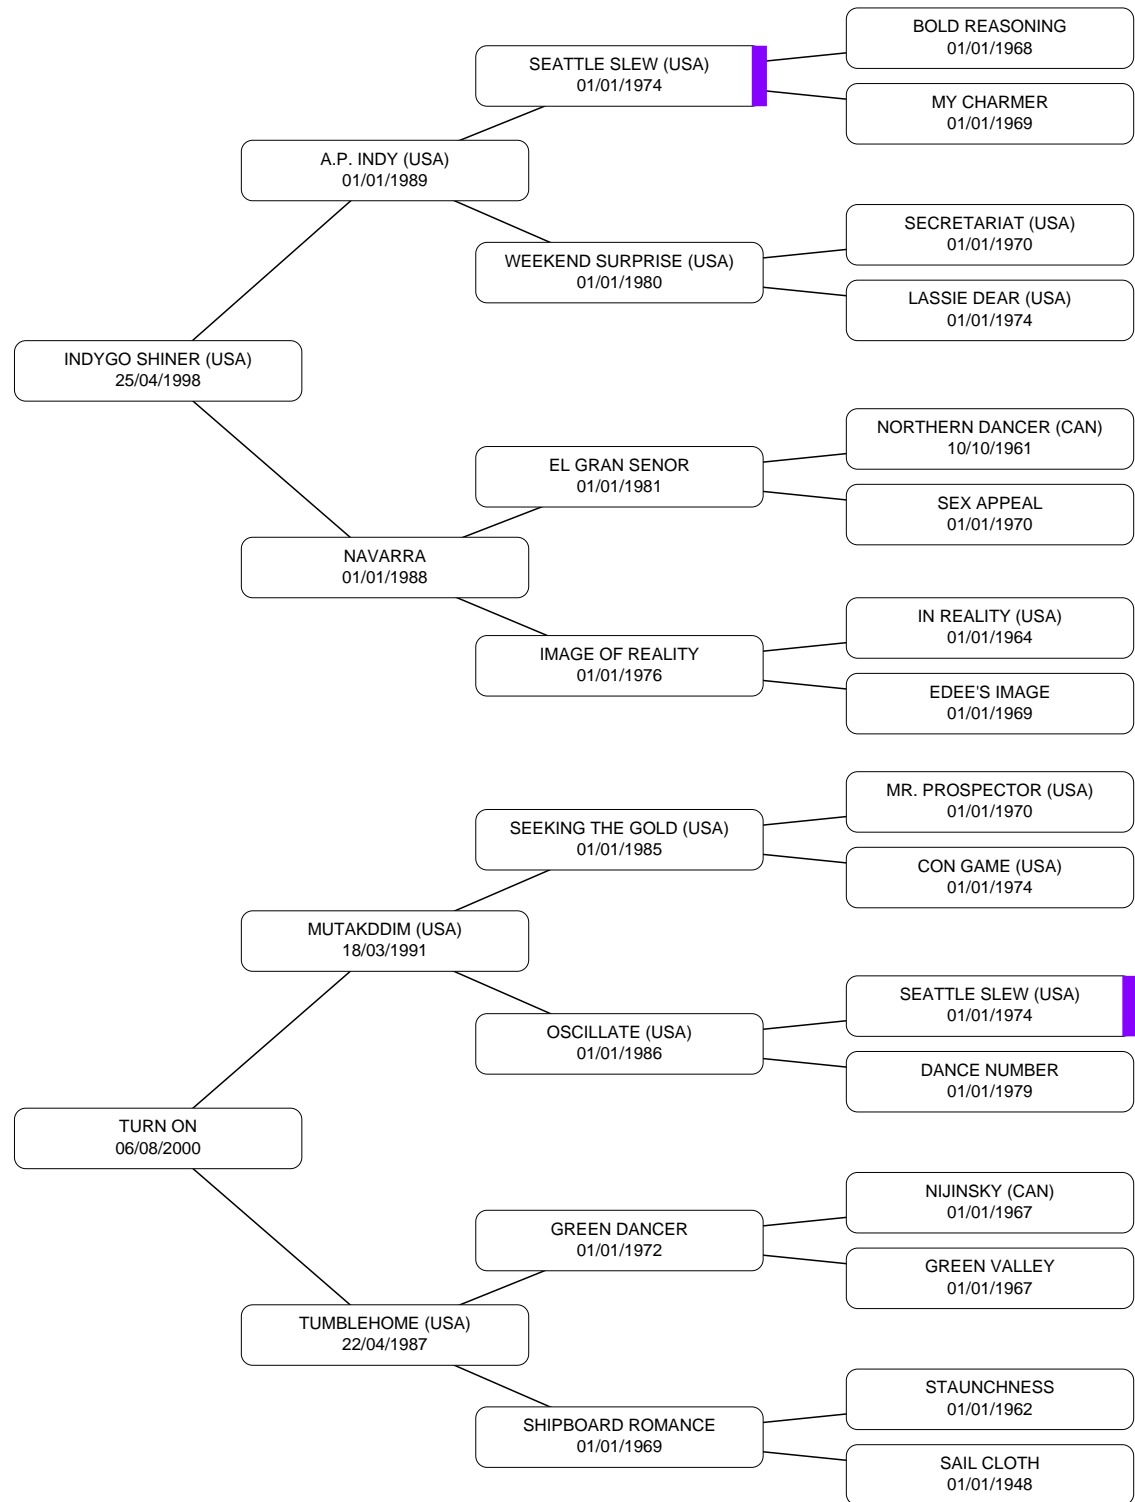 BOLD REASONING
01/01/1968
SEATTLE SLEW (USA)
01/01/1974
MY CHARMER
01/01/1969
A.P. INDY (USA)
01/01/1989
SECRETARIAT (USA)
01/01/1970
WEEKEND SURPRISE (USA)
01/01/1980
LASSIE DEAR (USA)
01/01/1974
INDYGO SHINER (USA)
25/04/1998
NORTHERN DANCER (CAN)
10/10/1961
EL GRAN SENOR
01/01/1981
SEX APPEAL
01/01/1970
NAVARRA
01/01/1988
IN REALITY (USA)
01/01/1964
IMAGE OF REALITY
01/01/1976
EDEE'S IMAGE
01/01/1969
MR. PROSPECTOR (USA)
01/01/1970
SEEKING THE GOLD (USA)
01/01/1985
CON GAME (USA)
01/01/1974
MUTAKDDIM (USA)
18/03/1991
SEATTLE SLEW (USA)
01/01/1974
OSCILLATE (USA)
01/01/1986
DANCE NUMBER
01/01/1979
TURN ON
06/08/2000
NIJINSKY (CAN)
01/01/1967
GREEN DANCER
01/01/1972
GREEN VALLEY
01/01/1967
TUMBLEHOME (USA)
22/04/1987
STAUNCHNESS
01/01/1962
SHIPBOARD ROMANCE
01/01/1969
SAIL CLOTH
01/01/1948